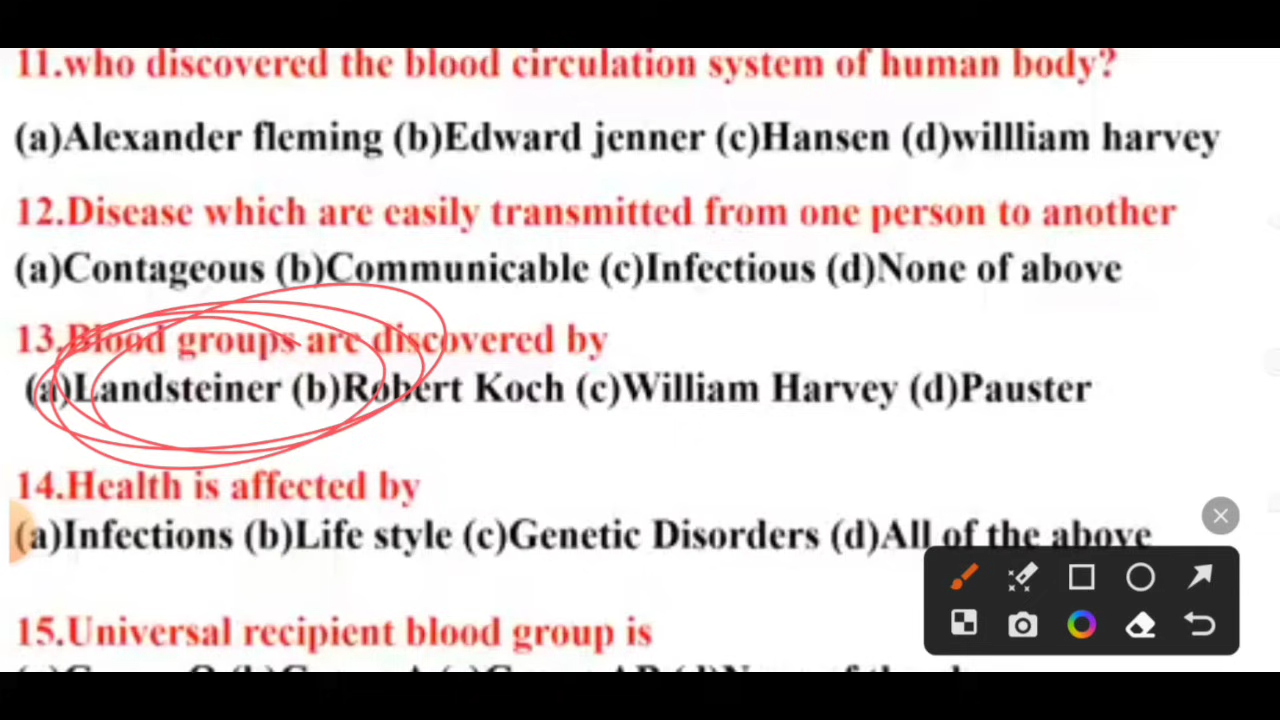 11.who discovered the blood circulation system of human body?
(a)Alexander fleming (b)Edward jenner (c)Hansen (d)willliam harvey
12.Disease which are easily transmitted from one person to another
(a)Contageous (b)Communicable (c)Infectious (d)None of above
13.Blood groups are discovered by
(a)Landsteiner (b)Robert Koch (c)William Harvey (d)Pauster
14.Health is affected by
(a)Infections (b)Life style (c)Genetic Disorders (d)All of the above
15.Universal recipient blood group is